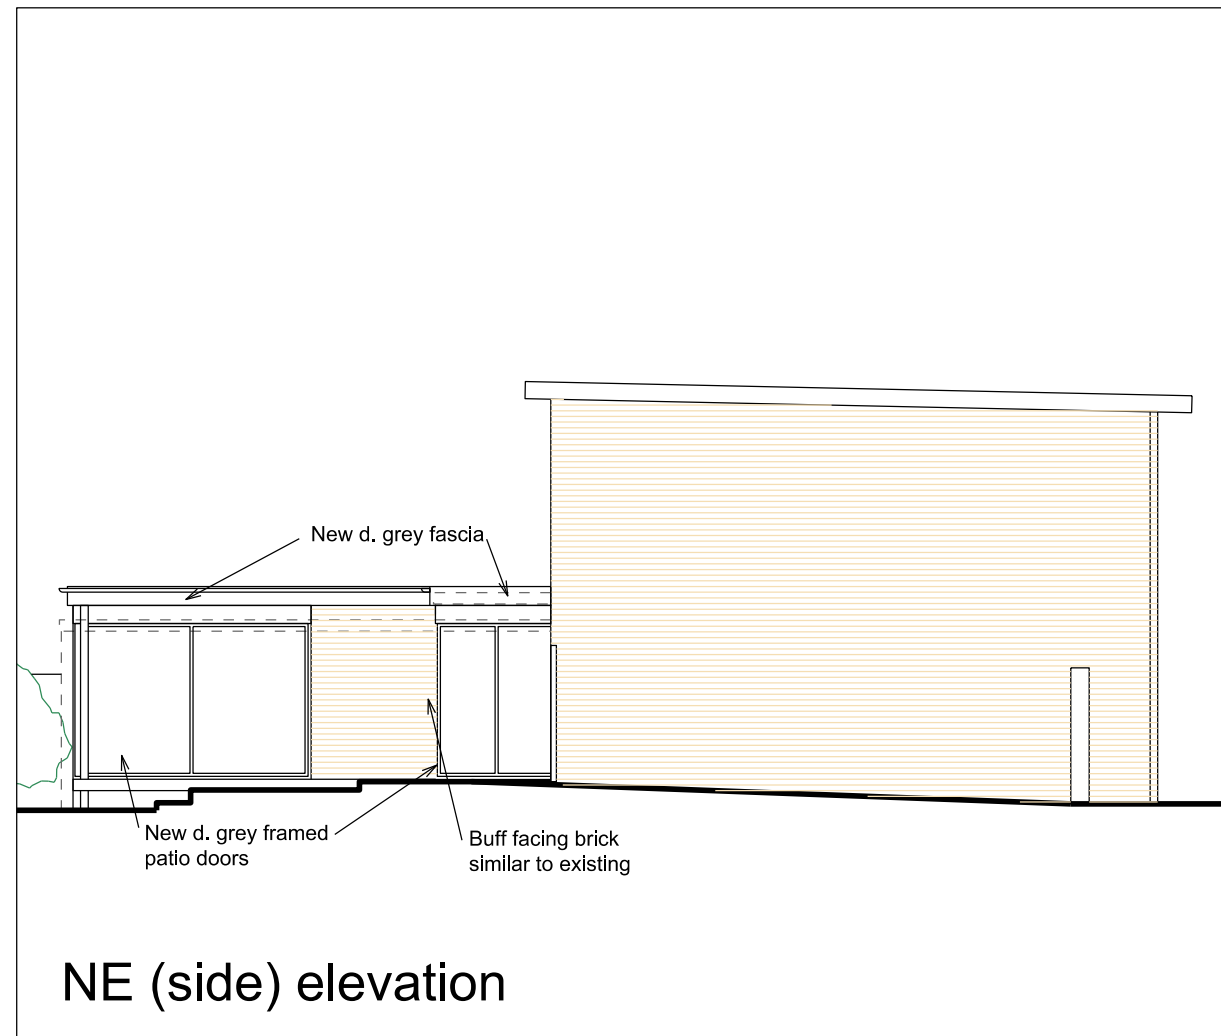 New d. grey fascia
New d. grey framed
patio doors
Buff facing brick
similar to existing
NE (side) elevation